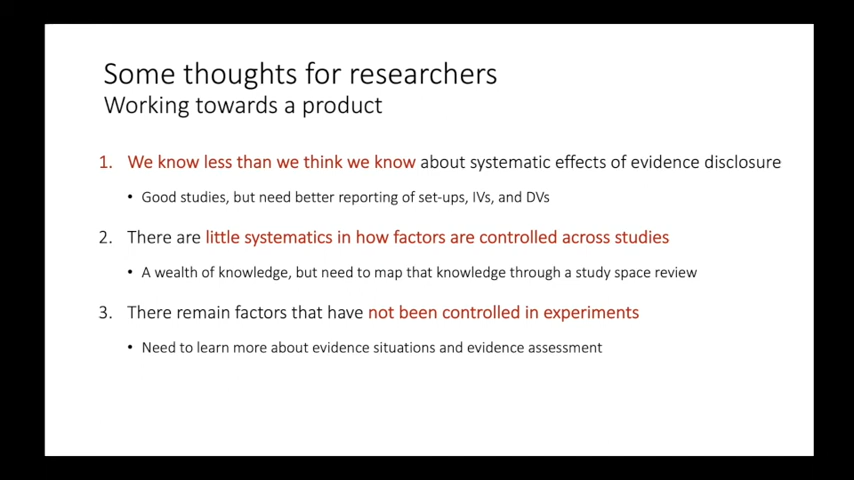 Some thoughts for researchers
Working towards a product
1. We know less than we think we know about systematic effects of evidence disclosure
• Good studies, but need better reporting of set-ups, IVs, and DVs
2. There are little systematics in how factors are controlled across studies
• A wealth of knowledge, but need to map that knowledge through a study space review
3. There remain factors that have not been controlled in experiments
• Need to learn more about evidence situations and evidence assessment